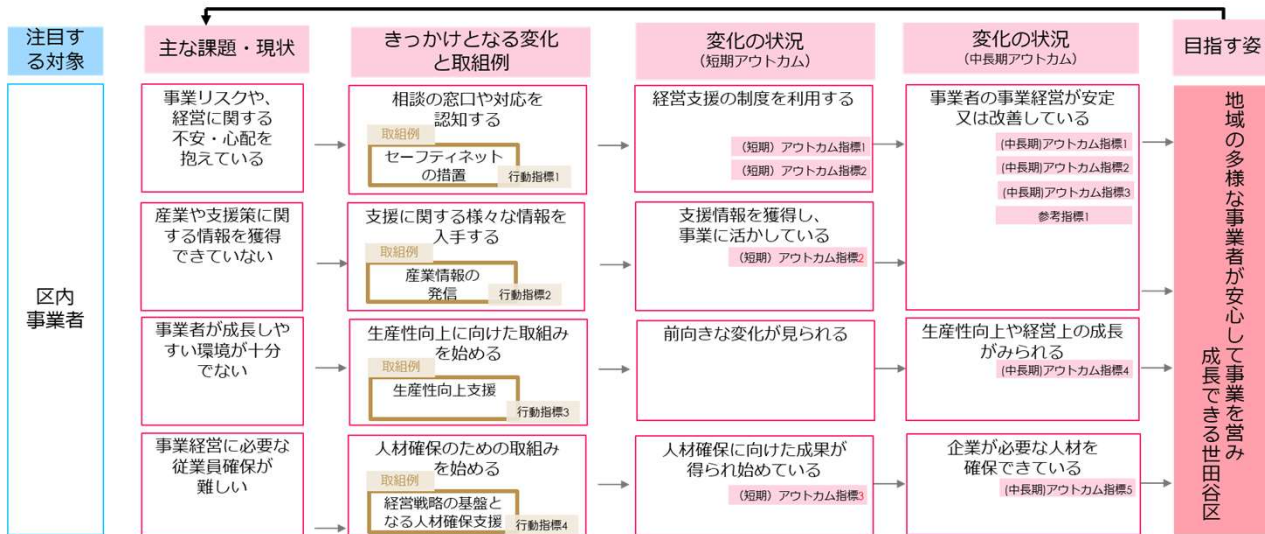 注目す
る対象
主な課題・現状
きっかけとなる変化
と取組例
変化の状況
（短期アウトカム）
変化の状況
（中長期アウトカム）
目指す姿
区内
事業者
事業リスクや、
経営に関する
不安・心配を
抱えている
相談の窓口や対応を
認知する
取組例
セーフティネット
の措置
行動指標1
経営支援の制度を利用する
（短期）アウトカム指標1
（短期）アウトカム指標2
事業者の事業経営が安定
又は改善している
(中長期)アウトカム指標1
(中長期)アウトカム指標2
(中長期)アウトカム指標3
参考指標1
産業や支援策に関
する情報を獲得
できていない
支援に関する様々な情報を
入手する
取組例
産業情報の
発信
行動指標2
支援情報を獲得し、
事業に活かしている
（短期）アウトカム指標2
事業者が成長しや
すい環境が十分
でない
生産性向上に向けた取組み
を始める
取組例
生産性向上支援
行動指標3
前向きな変化が見られる
生産性向上や経営上の成長
がみられる
(中長期)アウトカム指標4
事業経営に必要な
従業員確保が
難しい
人材確保のための取組み
を始める
取組例
経営戦略の基盤と
なる人材確保支援
行動指標4
人材確保に向けた成果が
得られ始めている
（短期）アウトカム指標3
企業が必要な人材を
確保できている
(中長期)アウトカム指標5
地域の多様な事業者が安心して事業を営み
成長できる世田谷区